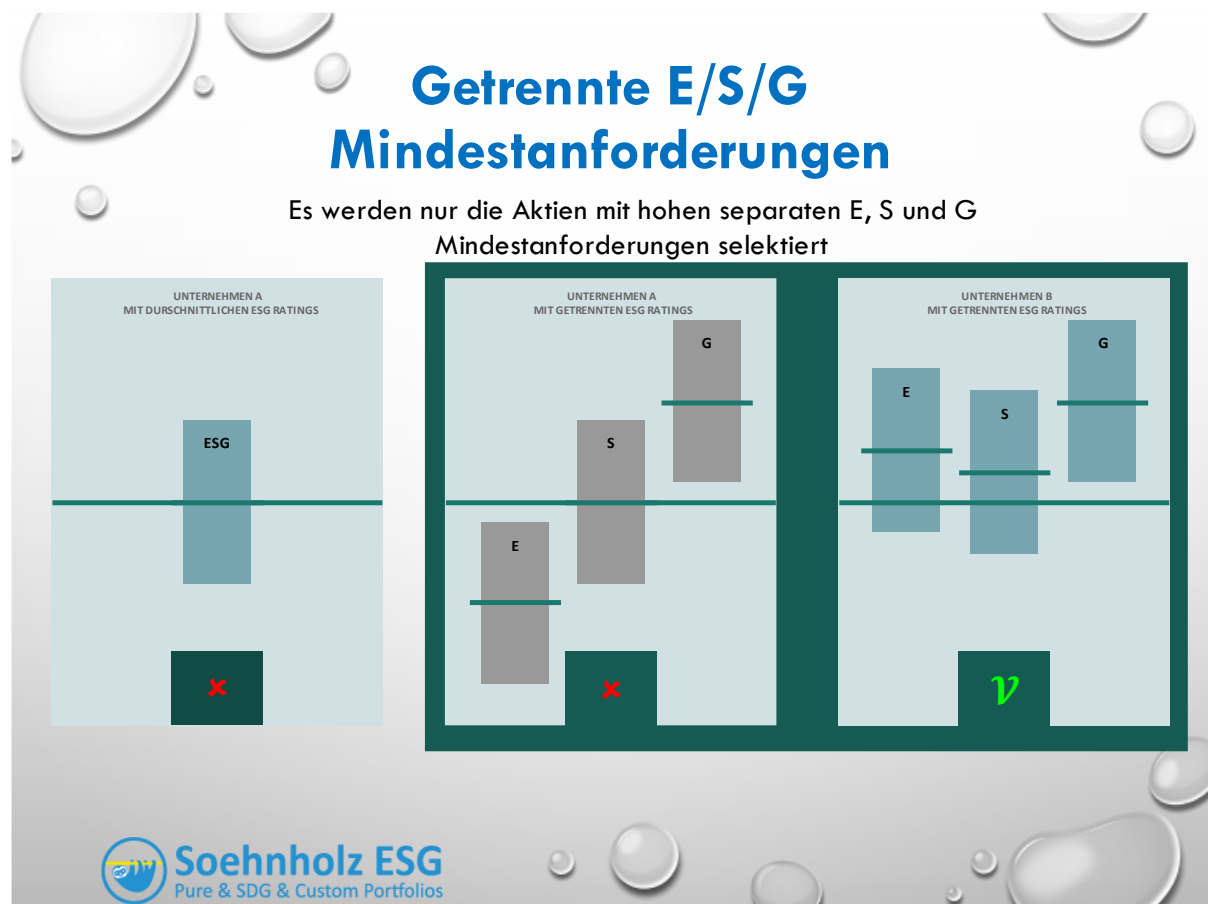 Getrennte E/S/G
Mindestanforderungen
Es werden nur die Aktien mit hohen separaten E, S und G
Mindestanforderungen selektiert
UNTERNEHMEN A
MIT DURSCHNITTLICHEN ESG RATINGS
ESG
✘
UNTERNEHMEN A
MIT GETRENNTEN ESG RATINGS
G
S
E
✘
UNTERNEHMEN B
MIT GETRENNTEN ESG RATINGS
G
E
S
V
Soehnholz ESG
Pure & SDG & Custom Portfolios